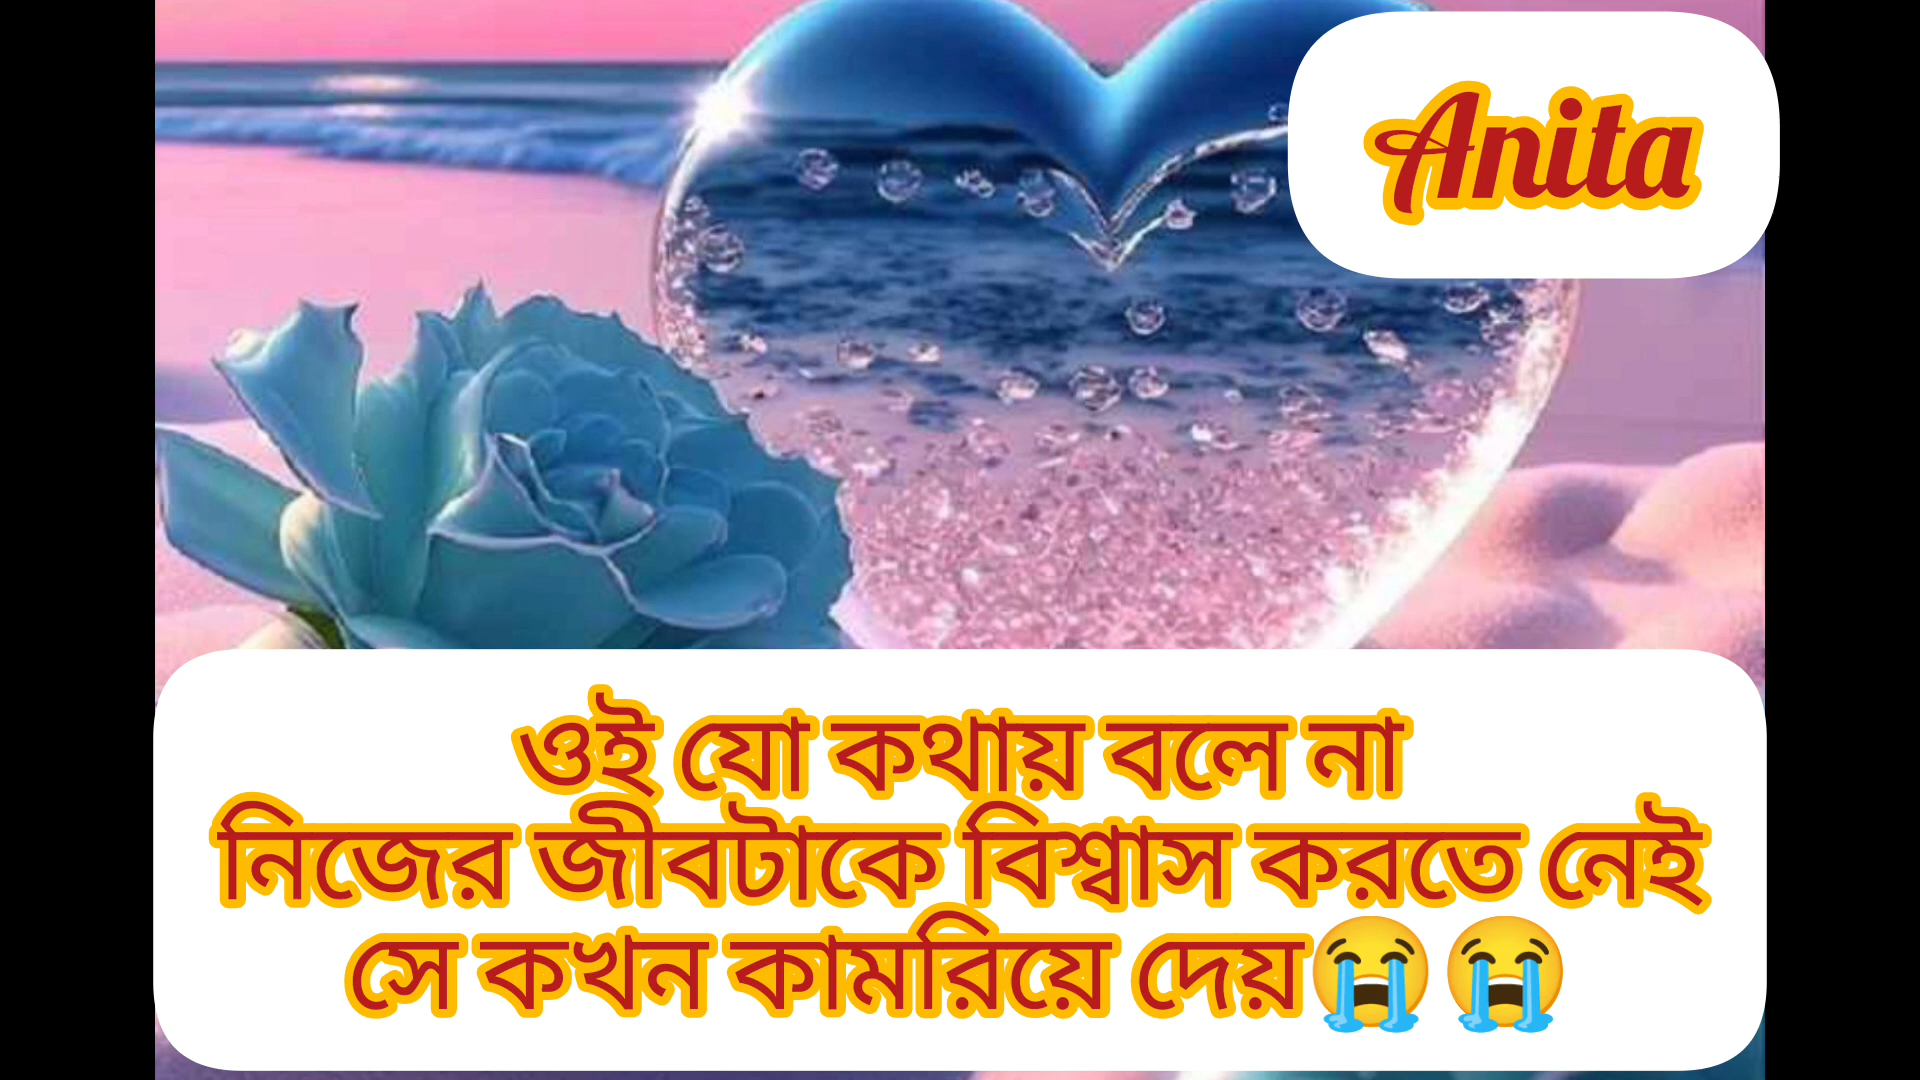 Anita
ওই যো কথায় বলে না
নিজের জীবটাকে বিশ্বাস করতে নেই
সে কখন কামরিয়ে দেয়😭😭